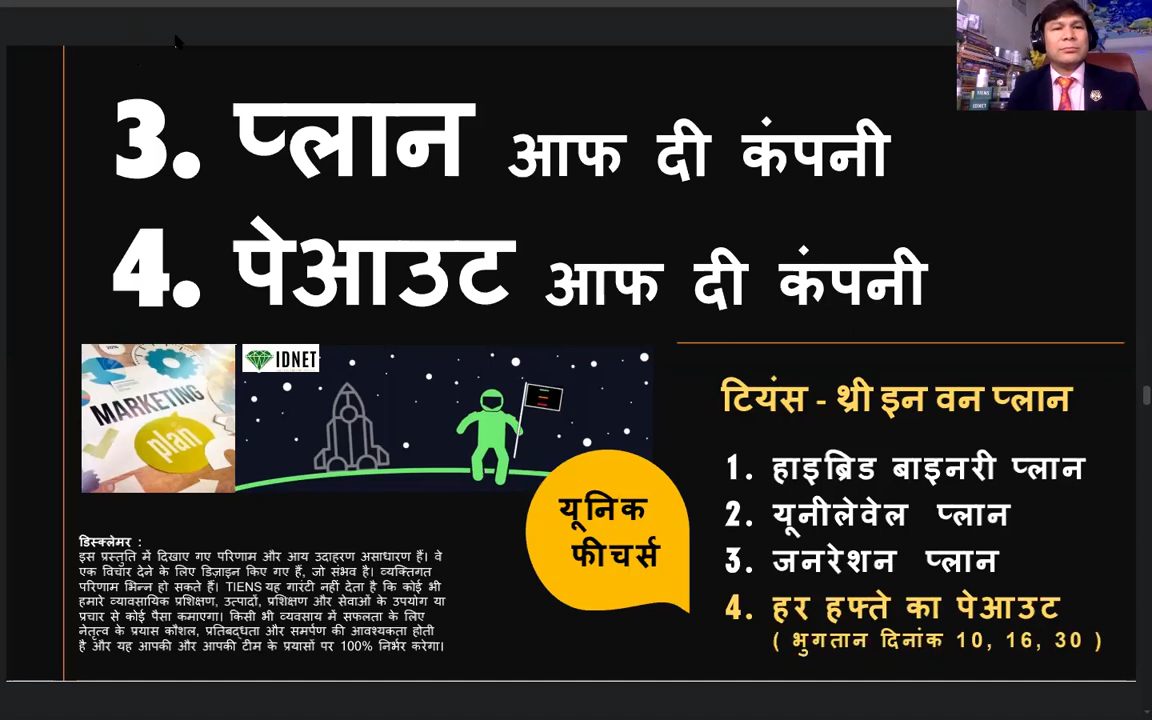 3. प्लान आफ दी कंपनी
4. पेआउट आफ दी कंपनी
MARKETING
plan
IDNET
यूनिक
फीचर्स
टियंस - थ्री इन वन प्लान
1. हाइब्रिड बाइनरी प्लान
2. यूनीलेवेल प्लान
3. जनरेशन प्लान
4. हर हफ्ते का पेआउट
( भुगतान दिनांक 10, 16, 30 )
डिस्क्लेमर :
इस प्रस्तुति में दिखाए गए परिणाम और आय उदाहरण असाधारण हैं। वे
एक विचार देने के लिए डिज़ाइन किए गए हैं, जो संभव है। व्यक्तिगत
परिणाम भिन्न हो सकते हैं। TIENS यह गारंटी नहीं देता है कि कोई भी
हमारे व्यावसायिक प्रशिक्षण, उत्पादों, प्रशिक्षण और सेवाओं के उपयोग या
प्रचार से कोई पैसा कमाएगा। किसी भी व्यवसाय में सफलता के लिए
नेतृत्व के प्रयास कौशल, प्रतिबद्धता और समर्पण की आवश्यकता होती
है और यह आपकी और आपकी टीम के प्रयासों पर 100% निर्भर करेगा।
TIENS
IDNET